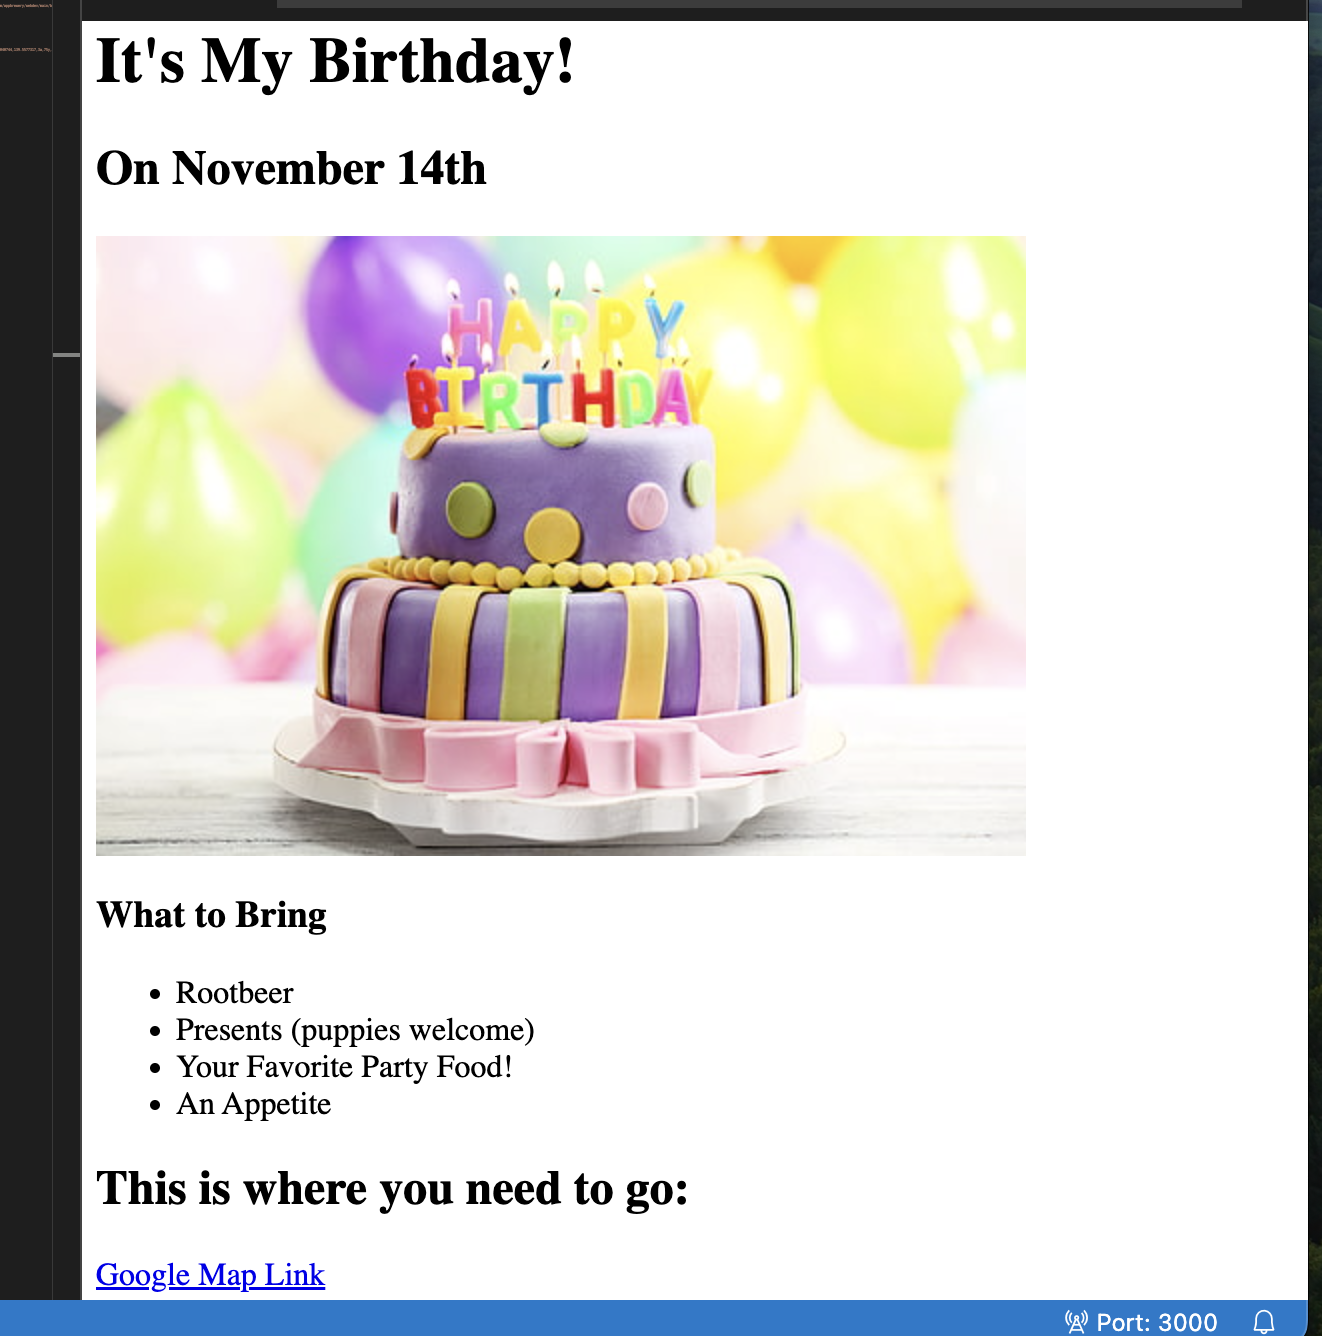 It's My Birthday!
On November 14th
HAPPY
BIRTHDAY
What to Bring
Rootbeer
Presents (puppies welcome)
Your Favorite Party Food!
An Appetite
This is where you need to go:
Google Map Link
Port: 3000